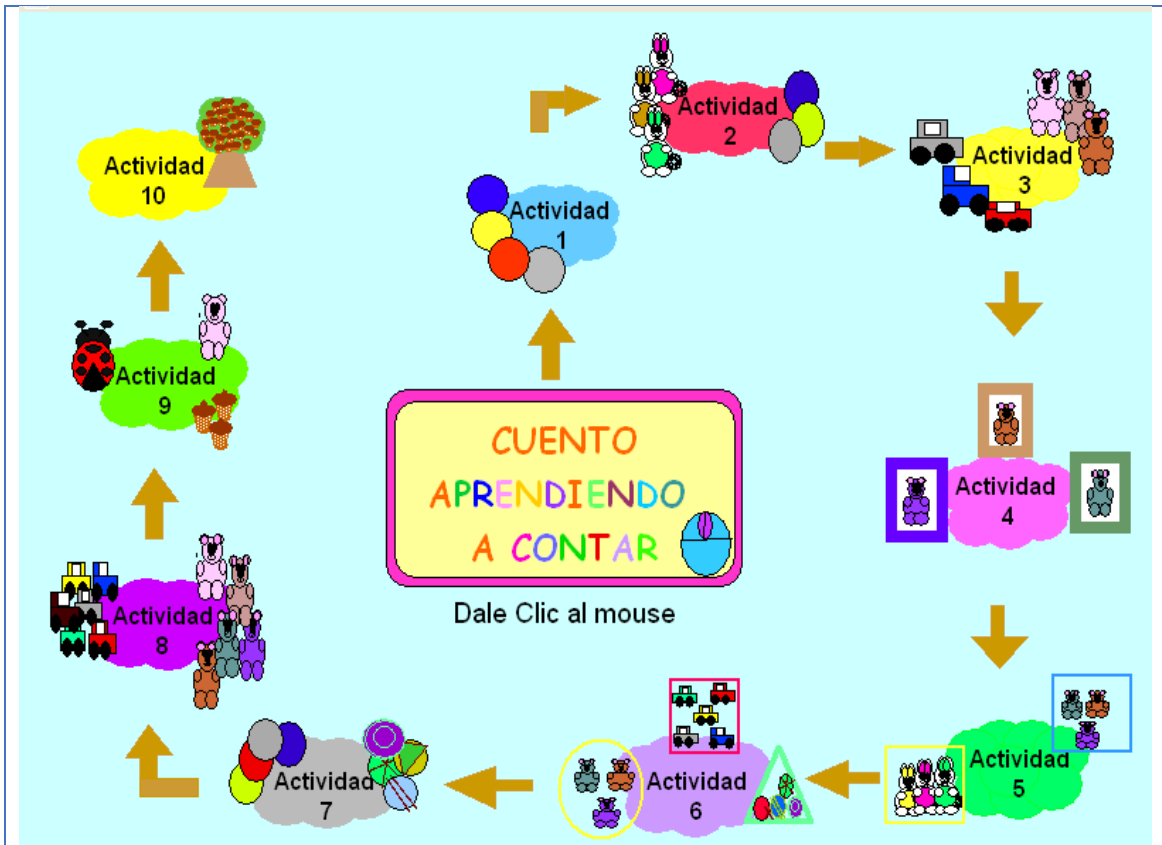 CUENTO
APRENDIENDO
A CONTAR
Dale Clic al mouse
Actividad
1
Actividad
2
Actividad
3
Actividad
4
Actividad
5
Actividad
6
Actividad
7
Actividad
8
Actividad
9
Actividad
10